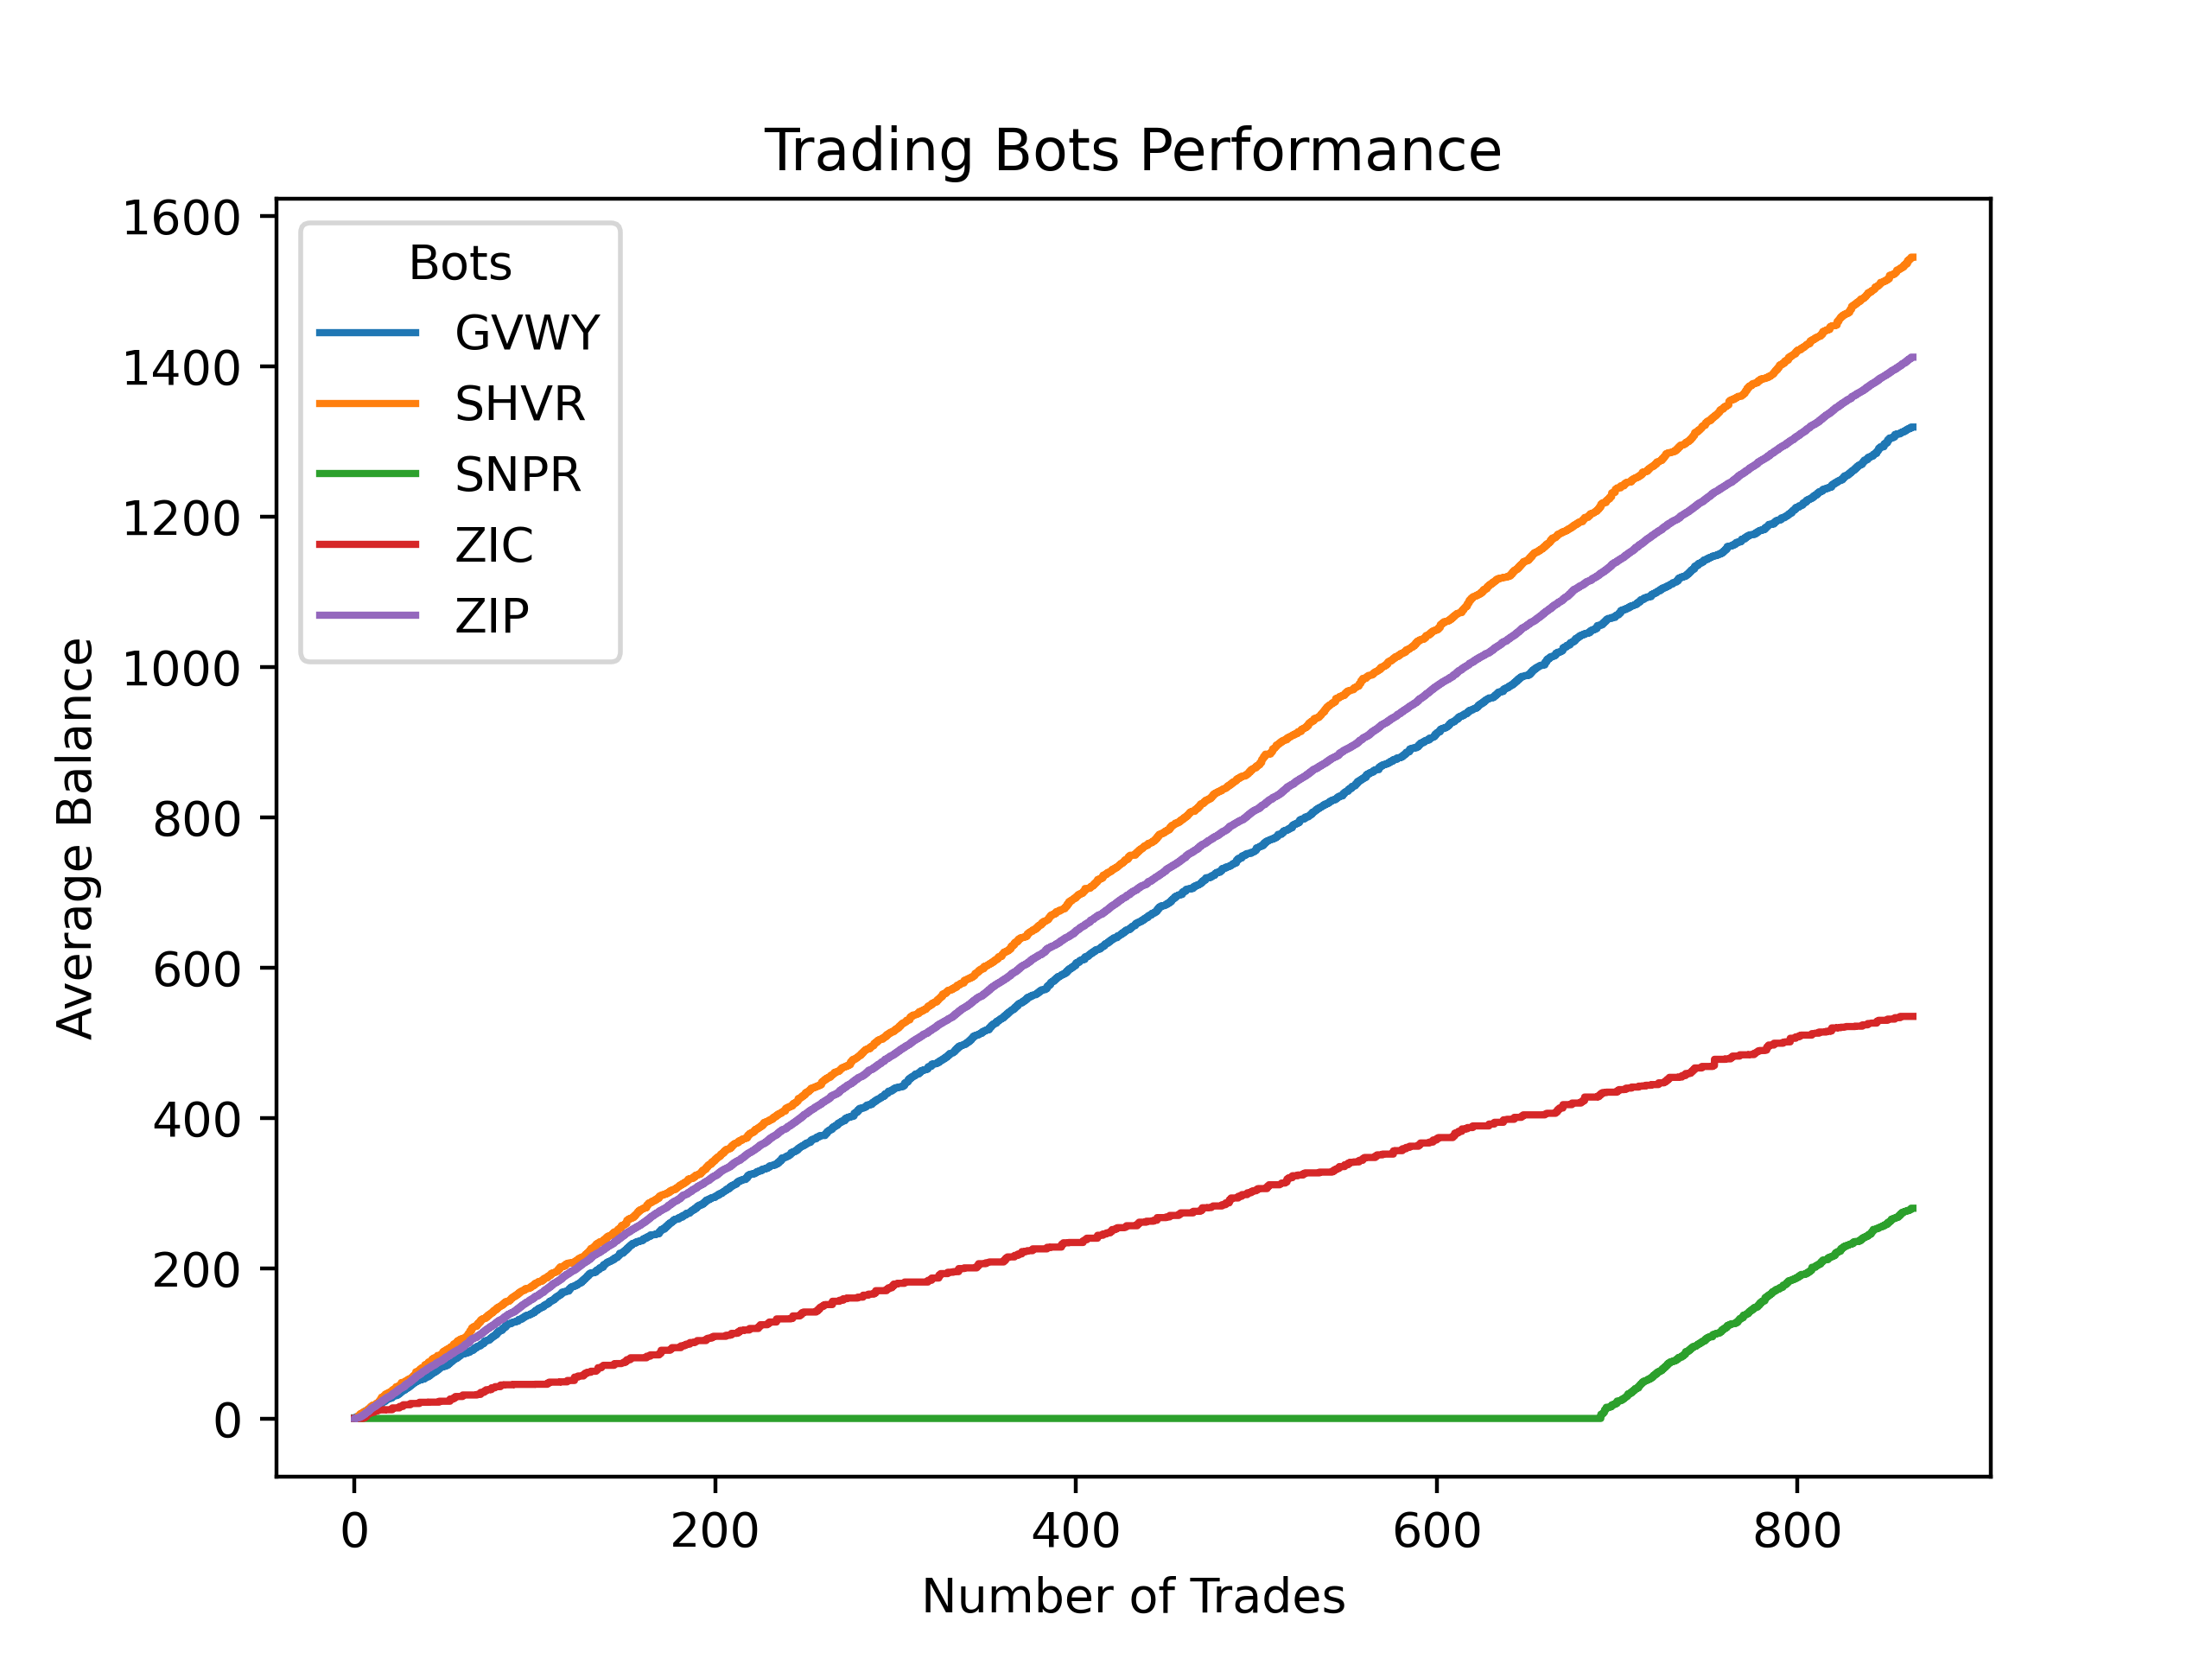 Trading Bots Performance
1600
1400
1200
1000
800
600
400
200
0
Average Balance
Bots
GVWY
SHVR
SNPR
ZIC
ZIP
0 200 400 600 800
Number of Trades